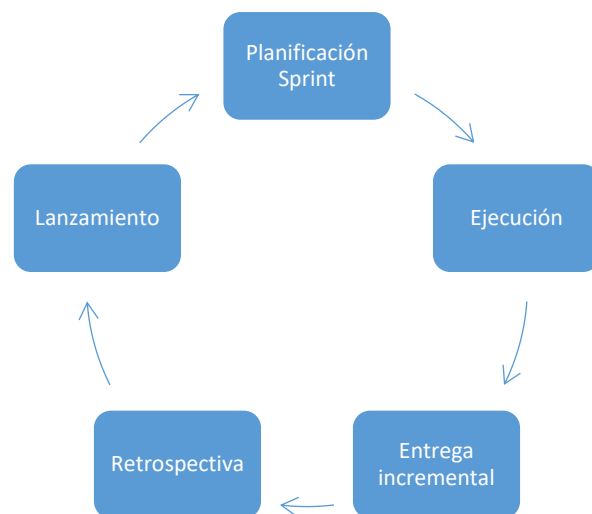 Planificación
Sprint
Ejecución
Entrega
incremental
Retrospectiva
Lanzamiento